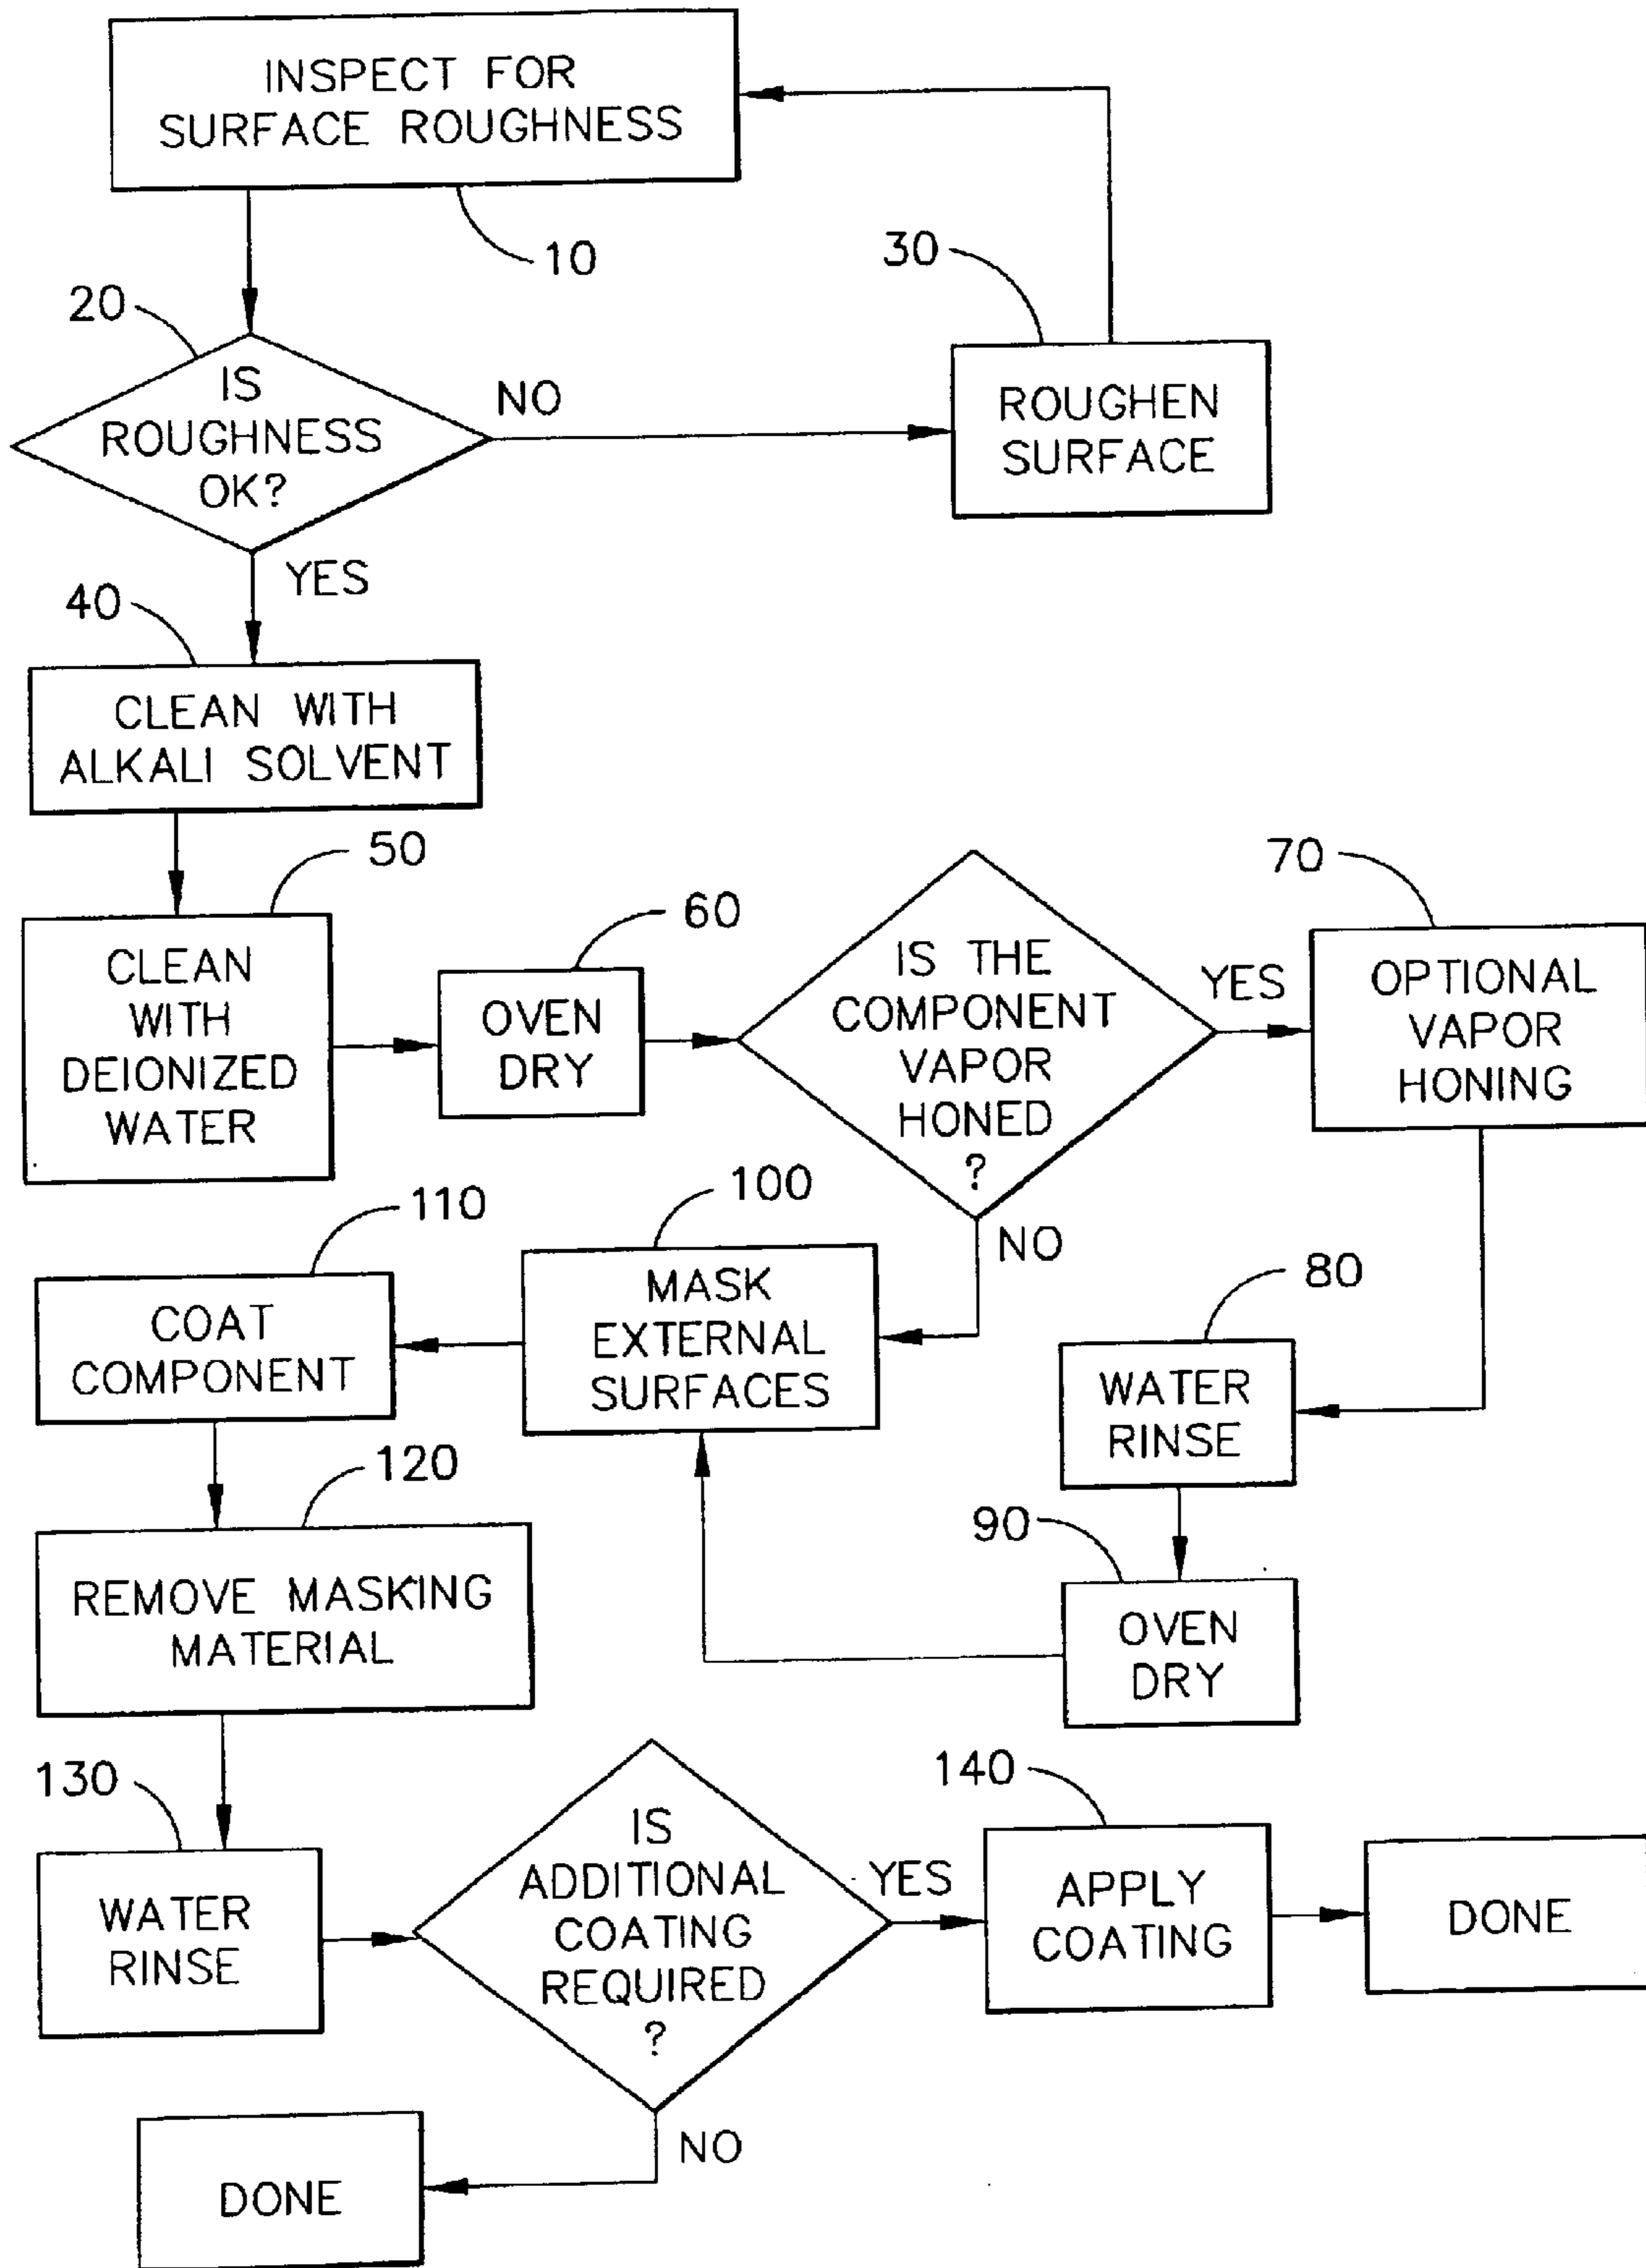 INSPECT FOR
SURFACE ROUGHNESS
10
20
IS
ROUGHNESS
OK?
NO
30
ROUGHEN
SURFACE
YES
40
CLEAN WITH
ALKALI SOLVENT
50
CLEAN
WITH
DEIONIZED
WATER
60
OVEN
DRY
IS THE
COMPONENT
VAPOR
HONED
?
YES
70
OPTIONAL
VAPOR
HONING
NO
80
WATER
RINSE
90
OVEN
DRY
100
MASK
EXTERNAL
SURFACES
110
COAT
COMPONENT
120
REMOVE MASKING
MATERIAL
130
WATER
RINSE
IS
ADDITIONAL
COATING
REQUIRED
?
YES
140
APPLY
COATING
DONE
NO
DONE